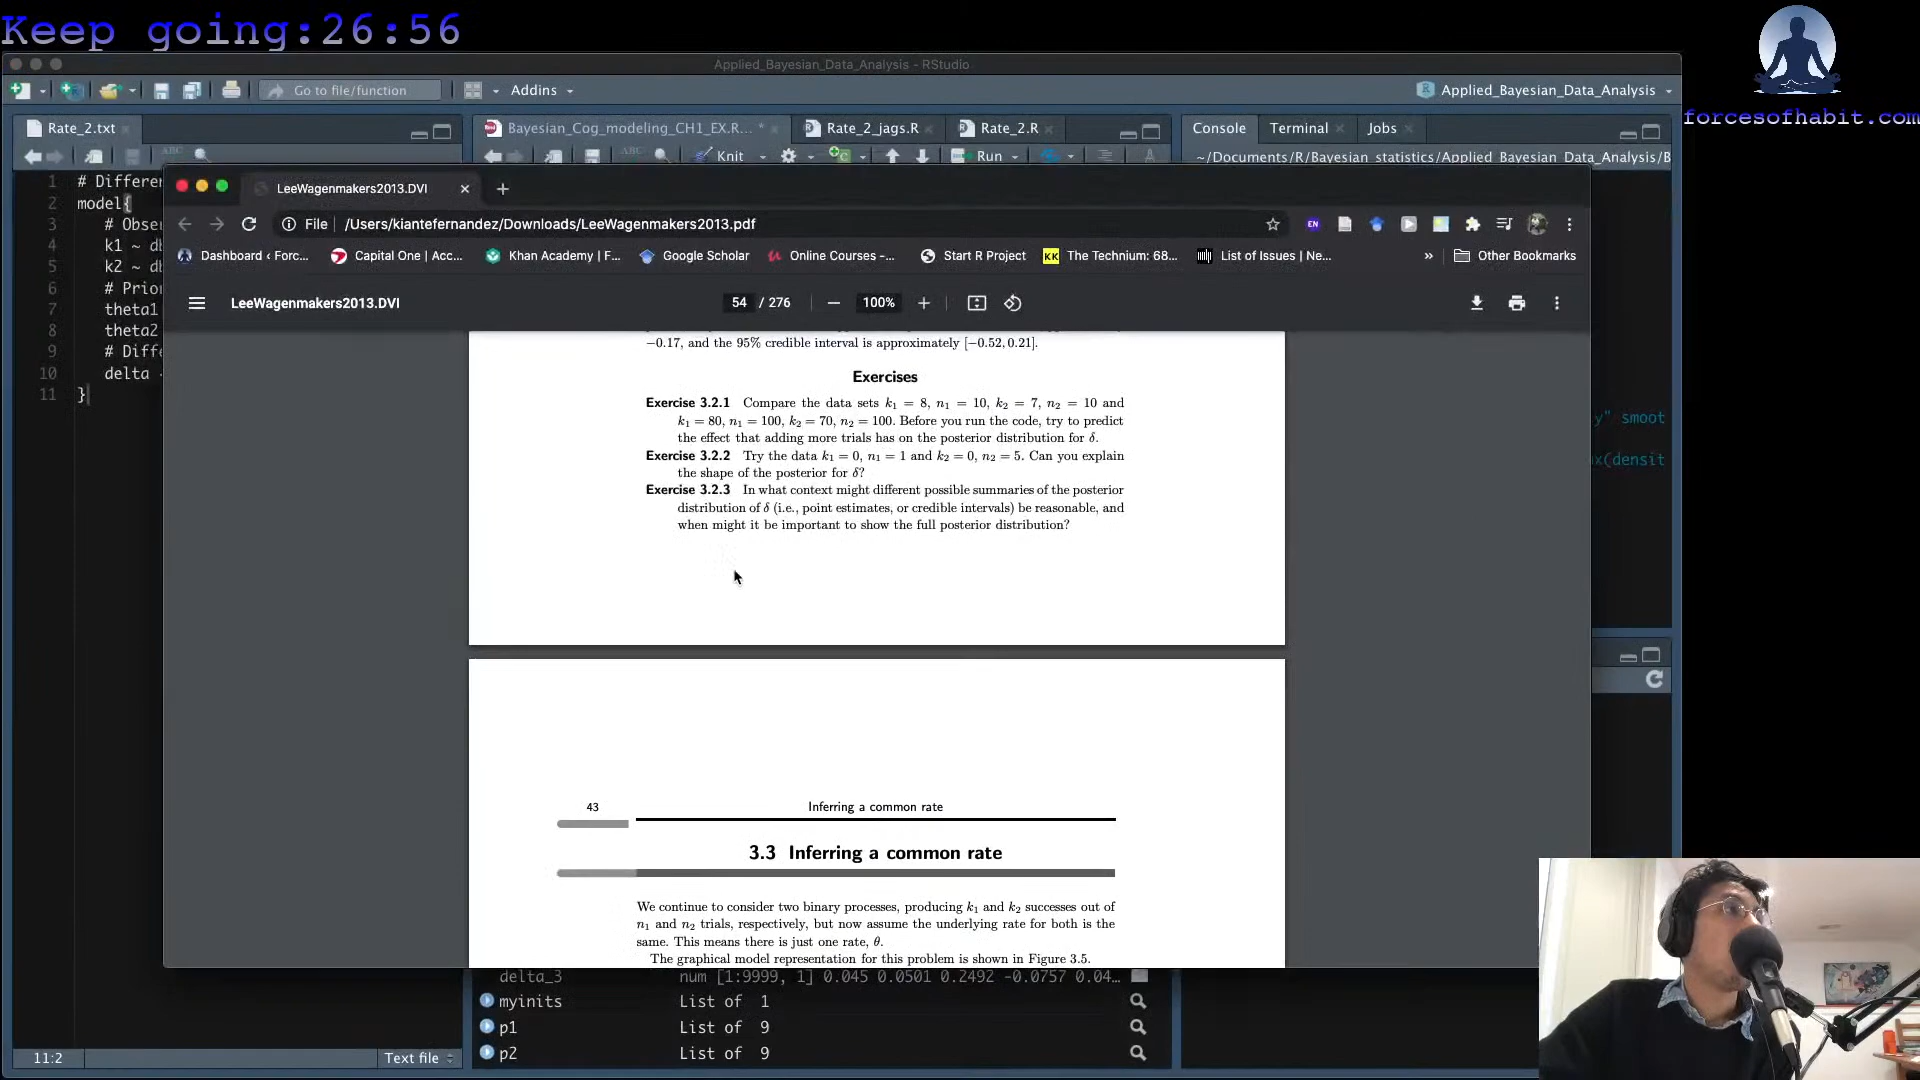 Keep going:26:56
forcesofhabit.com
Applied_Bayesian_Data_Analysis - RStudio
Go to file/function
Addins
Applied_Bayesian_Data_Analysis
Rate_2.txt
Bayesian_Cog_modeling_CH1_EX.R... *
Rate_2_jags.R
Rate_2.R
Console
Terminal
Jobs
ABC
ABC
Knit
Run
~/Documents/R/Bayesian_statistics/Applied_Bayesian_Data_Analysis/B
1 # Differen
2 model{
3 # Obser
4 k1 ~ db
5 k2 ~ db
6 # Prior
7 theta1
8 theta2
9 # Diffe
10 delta
11 }
LeeWagenmakers2013.DVI
File
/Users/kiantefernandez/Downloads/LeeWagenmakers2013.pdf
EN
Dashboard ‹ Forc...
Capital One | Acc...
Khan Academy | F...
Google Scholar
Online Courses -...
Start R Project
KK
The Technium: 68...
List of Issues | Ne...
»
Other Bookmarks
LeeWagenmakers2013.DVI
54 / 276
100%
−0.17, and the 95% credible interval is approximately [−0.52, 0.21].
Exercises
Exercise 3.2.1 Compare the data sets k1 = 8, n1 = 10, k2 = 7, n2 = 10 and
k1 = 80, n1 = 100, k2 = 70, n2 = 100. Before you run the code, try to predict
the effect that adding more trials has on the posterior distribution for δ.
Exercise 3.2.2 Try the data k1 = 0, n1 = 1 and k2 = 0, n2 = 5. Can you explain
the shape of the posterior for δ?
Exercise 3.2.3 In what context might different possible summaries of the posterior
distribution of δ (i.e., point estimates, or credible intervals) be reasonable, and
when might it be important to show the full posterior distribution?
43
Inferring a common rate
3.3 Inferring a common rate
We continue to consider two binary processes, producing k1 and k2 successes out of
n1 and n2 trials, respectively, but now assume the underlying rate for both is the
same. This means there is just one rate, θ.
The graphical model representation for this problem is shown in Figure 3.5.
y" smoot
x(densit
delta_3 num [1:9999, 1] 0.045 0.0501 0.2492 -0.0757 0.04...
myinits List of 1
p1 List of 9
p2 List of 9
11:2
Text file